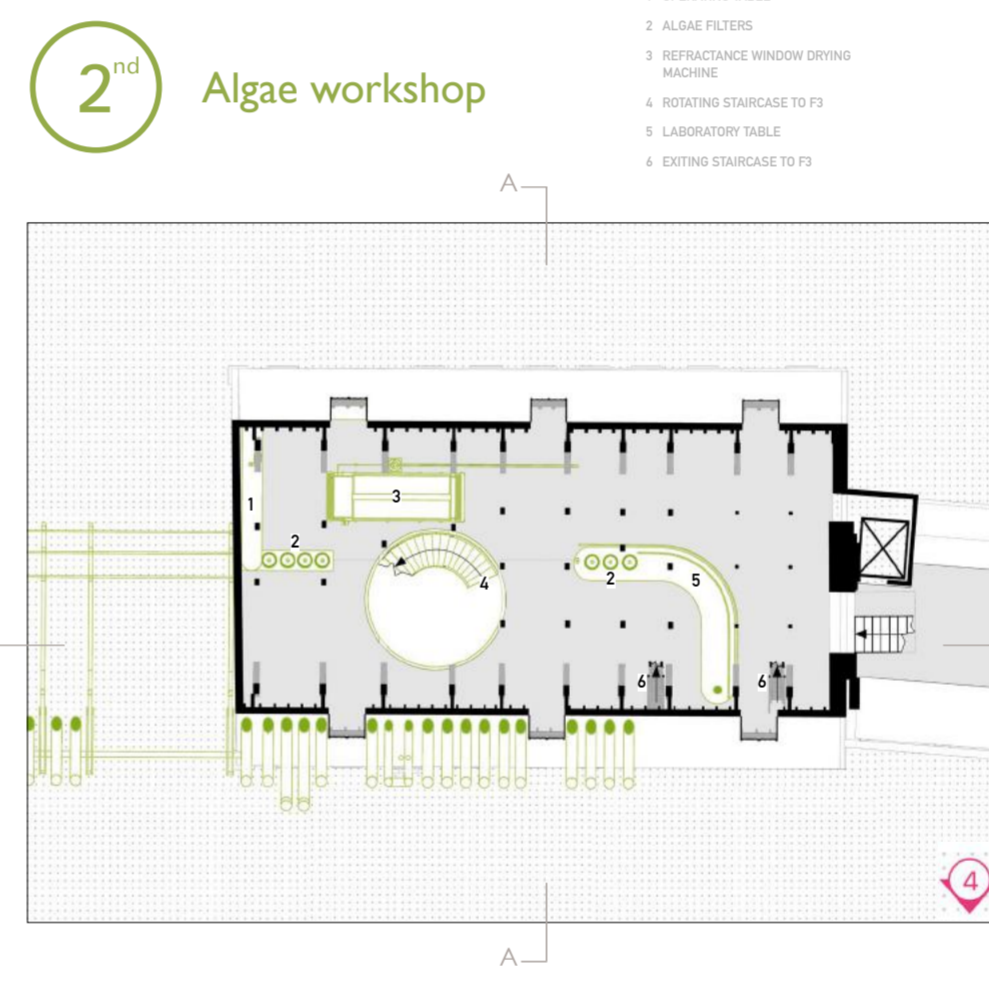 2nd
Algae workshop
2 ALGAE FILTERS
3 REFRACTANCE WINDOW DRYING
MACHINE
4 ROTATING STAIRCASE TO F3
5 LABORATORY TABLE
6 EXITING STAIRCASE TO F3
A
1
3
2
4
2
5
6
6
4
A